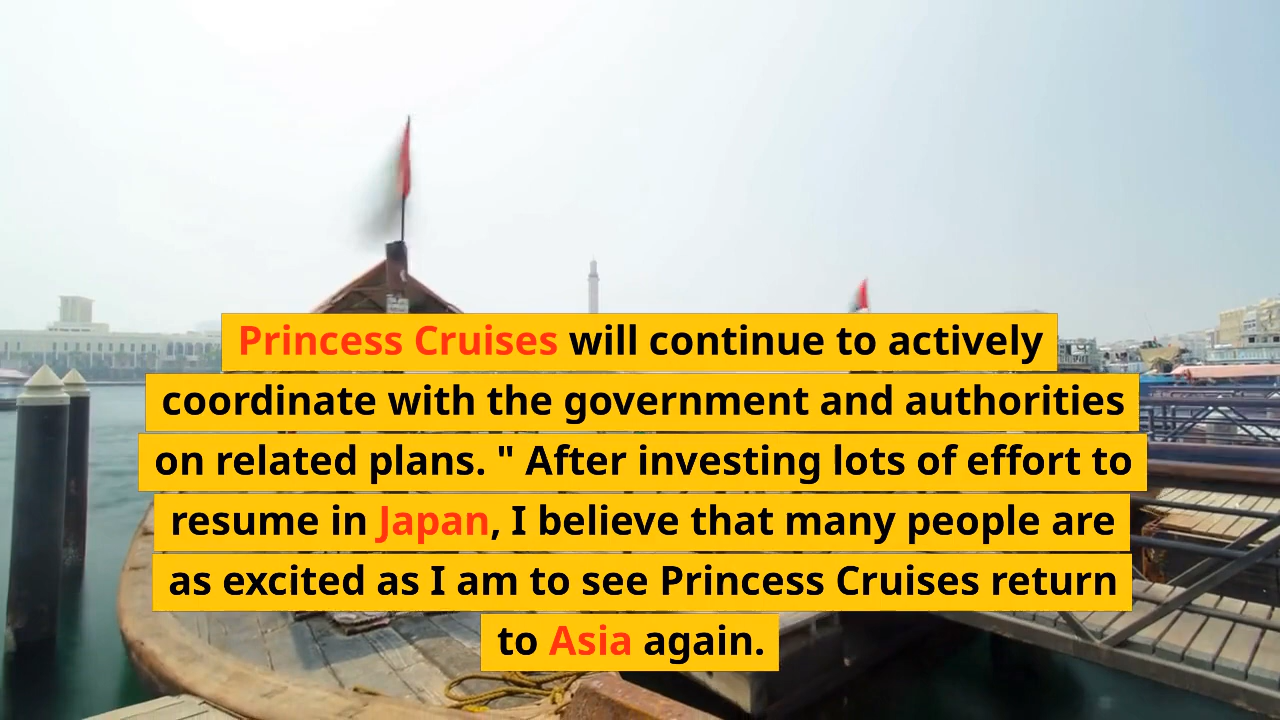 Princess Cruises will continue to actively
coordinate with the government and authorities
on related plans. " After investing lots of effort to
resume in Japan, I believe that many people are
as excited as I am to see Princess Cruises return
to Asia again.